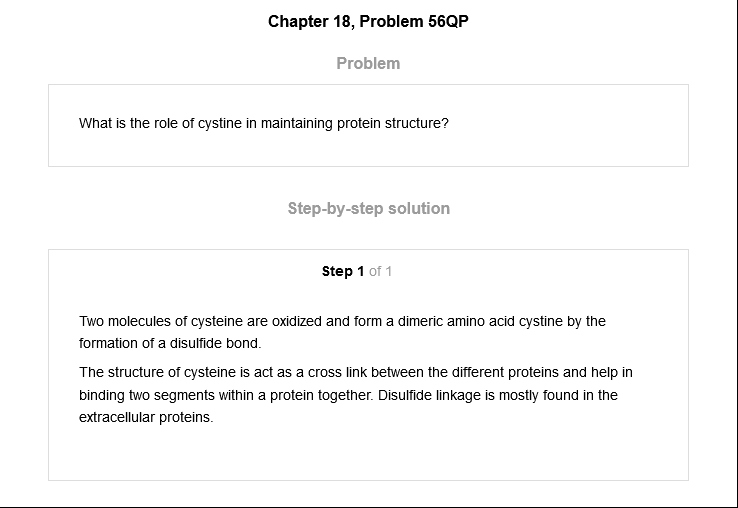 Chapter 18, Problem 56QP
Problem
What is the role of cystine in maintaining protein structure?
Step-by-step solution
Step 1 of 1
Two molecules of cysteine are oxidized and form a dimeric amino acid cystine by the
formation of a disulfide bond.
The structure of cysteine is act as a cross link between the different proteins and help in
binding two segments within a protein together. Disulfide linkage is mostly found in the
extracellular proteins.